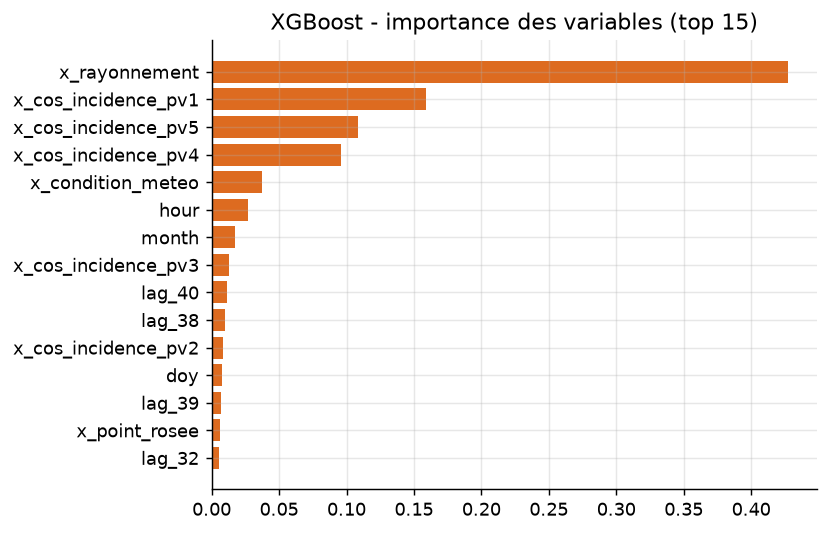 XGBoost - importance des variables (top 15)
x_rayonnement
x_cos_incidence_pv1
x_cos_incidence_pv5
x_cos_incidence_pv4
x_condition_meteo
hour
month
x_cos_incidence_pv3
lag_40
lag_38
x_cos_incidence_pv2
doy
lag_39
x_point_rosee
lag_32
0.00 0.05 0.10 0.15 0.20 0.25 0.30 0.35 0.40